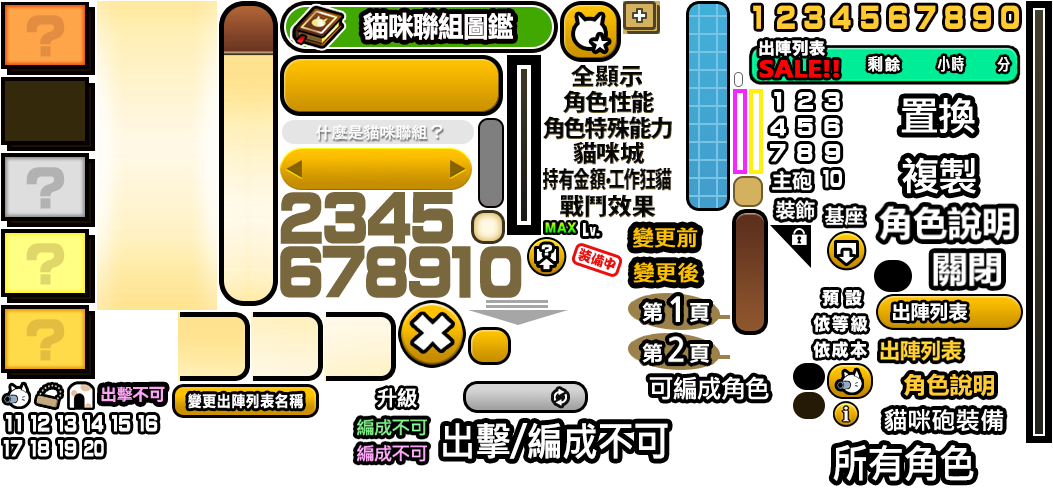 ?
?
?
?
貓咪聯組圖鑑
什麼是貓咪聯組？
2345
678910
全顯示
角色性能
角色特殊能力
貓咪城
持有金額·工作狂貓
戰鬥效果
MAX Lv.
?
装備中
變更前
變更後
第1頁
第2頁
可編成角色
1234567890
出陣列表
SALE!! 剩餘 小時 分
1 2 3
4 5 6
7 8 9
主砲 10
裝飾
基座
預設
依等級
依成本
置換
複製
角色說明
關閉
出陣列表
出陣列表
角色說明
貓咪砲裝備
所有角色
出擊不可
11 12 13 14 15 16
17 18 19 20
變更出陣列表名稱
升級
編成不可
編成不可
出擊/編成不可